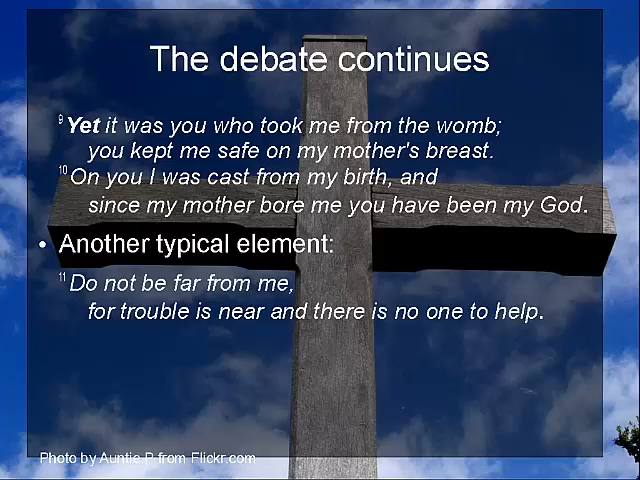 The debate continues
9 Yet it was you who took me from the womb;
you kept me safe on my mother's breast.
10 On you I was cast from my birth, and
since my mother bore me you have been my God.
• Another typical element:
11 Do not be far from me,
for trouble is near and there is no one to help.
Photo by Auntie P from Flickr.com